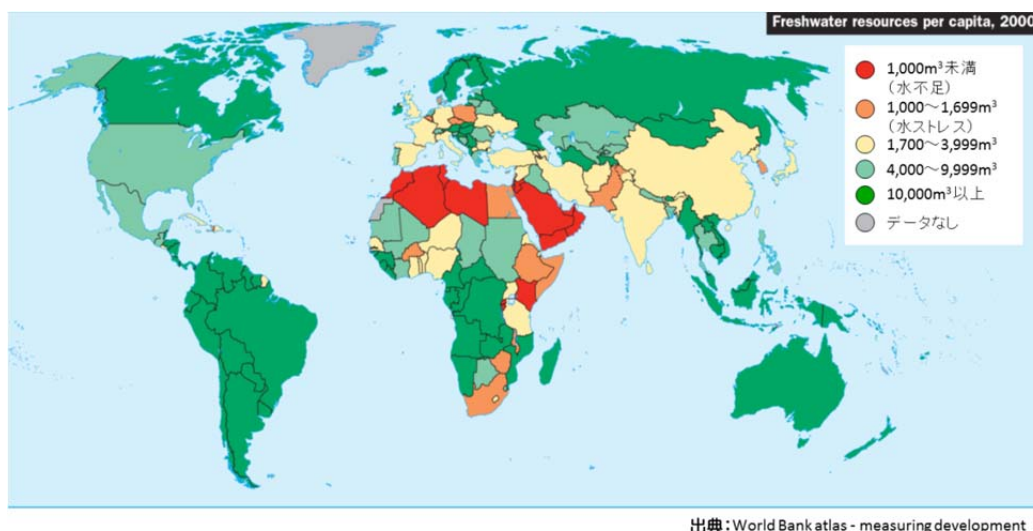 Freshwater resources per capita, 2000
1,000m³未満
(水不足)
1,000～1,699m³
(水ストレス)
1,700～3,999m³
4,000～9,999m³
10,000m³以上
データなし
出典：World Bank atlas - measuring development